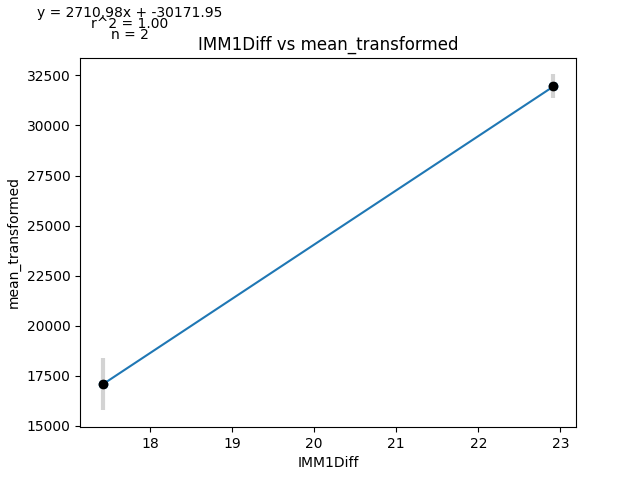 y = 2710.98x + -30171.95
r^2 = 1.00
n = 2
IMM1Diff vs mean_transformed
mean_transformed
32500
30000
27500
25000
22500
20000
17500
15000
18 19 20 21 22 23
IMM1Diff